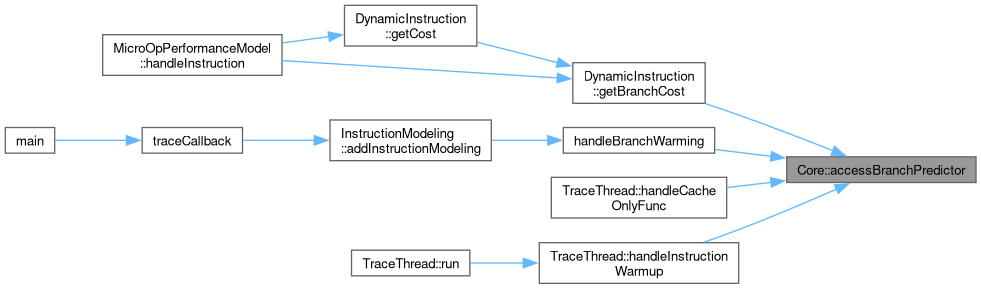 DynamicInstruction
::getCost
MicroOpPerformanceModel
::handleInstruction
DynamicInstruction
::getBranchCost
main
traceCallback
InstructionModeling
::addInstructionModeling
handleBranchWarming
Core::accessBranchPredictor
TraceThread::handleCache
OnlyFunc
TraceThread::run
TraceThread::handleInstruction
Warmup